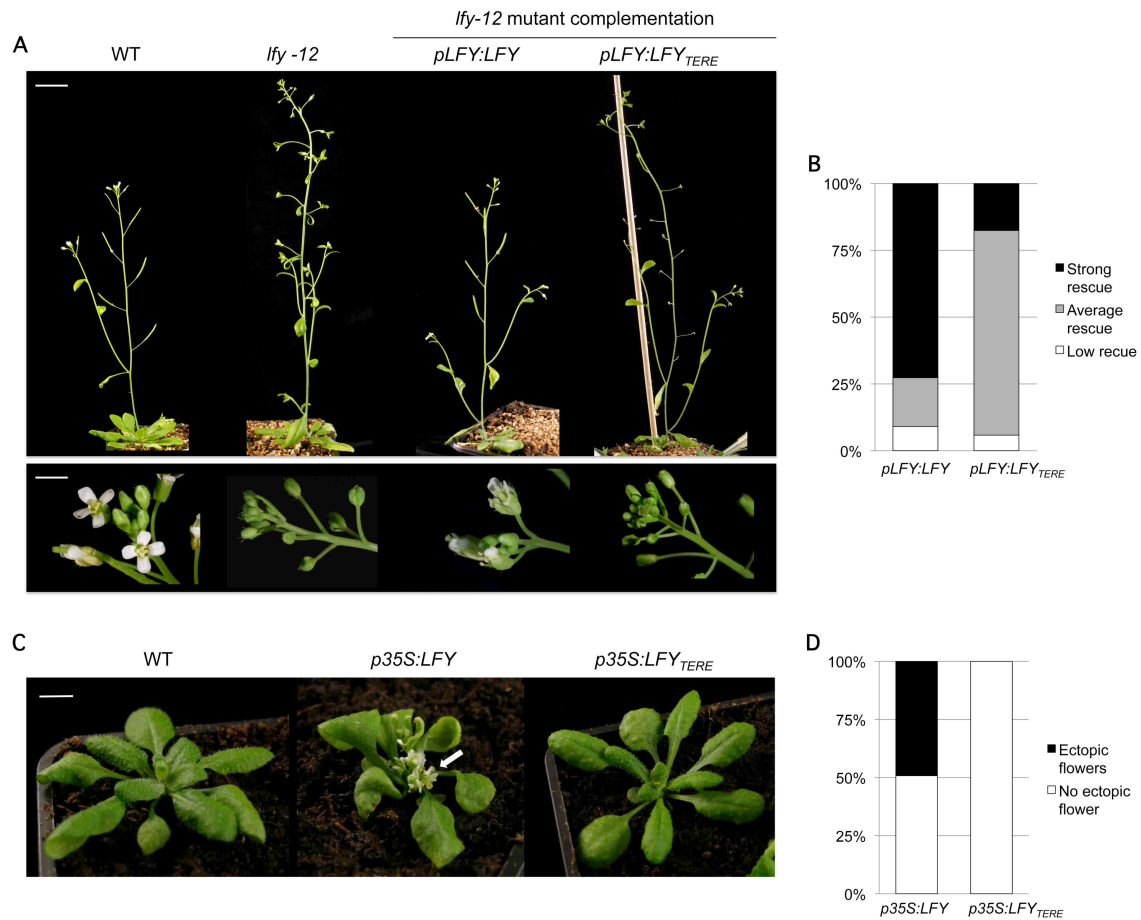 lfy-12 mutant complementation
A
WT
lfy -12
pLFY:LFY
pLFY:LFYTERE
B
100%
75%
50%
25%
0%
Strong
rescue
Average
rescue
Low recue
pLFY:LFY
pLFY:LFYTERE
C
WT
p35S:LFY
p35S:LFYTERE
D
100%
75%
50%
25%
0%
Ectopic
flowers
No ectopic
flower
p35S:LFY
p35S:LFYTERE